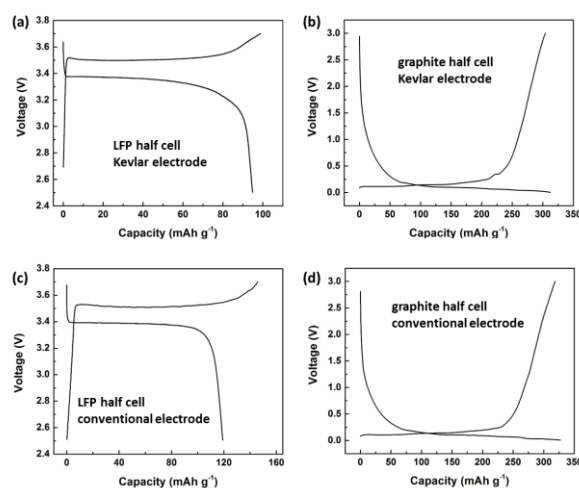 (a)
3.8
3.6
3.4
3.2
3.0
2.8
2.6
2.4
Voltage (V)
LFP half cell
Kevlar electrode
0 20 40 60 80 100 120
Capacity (mAh g⁻¹)
(b)
3.0
2.5
2.0
1.5
1.0
0.5
0.0
Voltage (V)
graphite half cell
Kevlar electrode
0 50 100 150 200 250 300 350
Capacity (mAh g⁻¹)
(c)
3.8
3.6
3.4
3.2
3.0
2.8
2.6
2.4
Voltage (V)
LFP half cell
conventional electrode
0 40 80 120 160
Capacity (mAh g⁻¹)
(d)
3.0
2.5
2.0
1.5
1.0
0.5
0.0
Voltage (V)
graphite half cell
conventional electrode
0 50 100 150 200 250 300 350
Capacity (mAh g⁻¹)